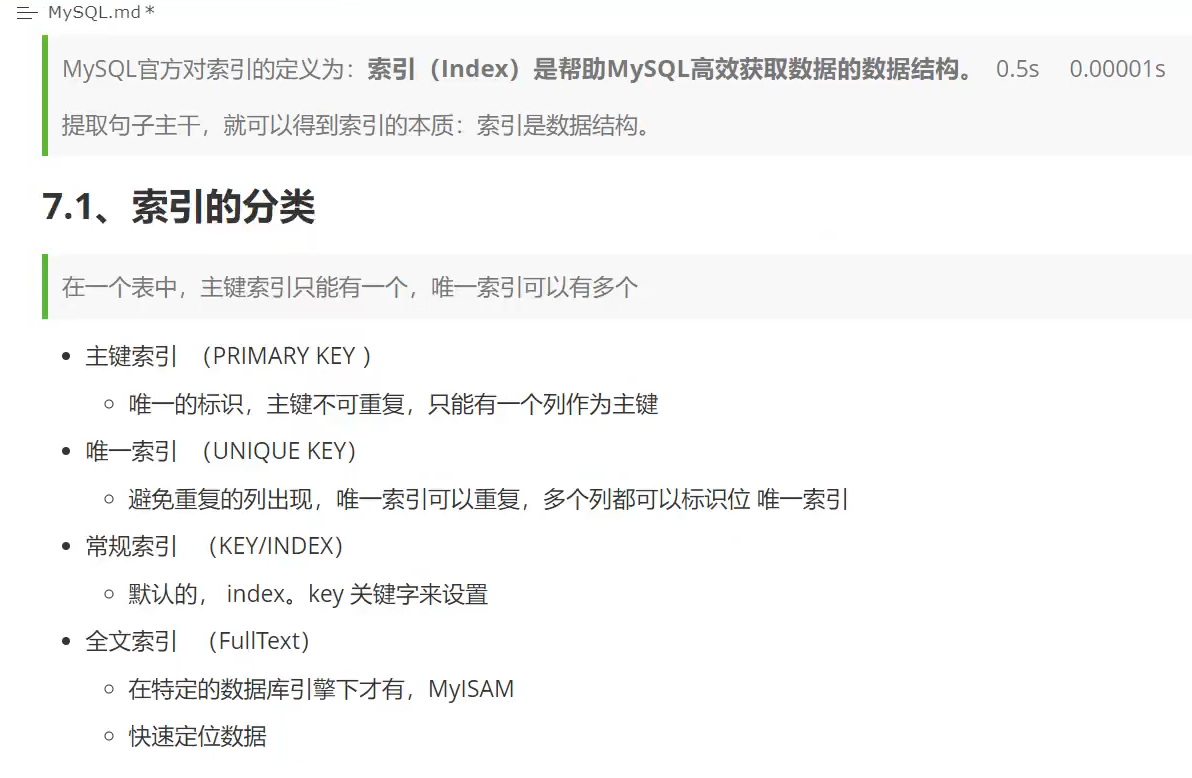 MySQL.md*
MySQL官方对索引的定义为：索引（Index）是帮助MySQL高效获取数据的数据结构。 0.5s 0.00001s
提取句子主干，就可以得到索引的本质：索引是数据结构。
7.1、索引的分类
在一个表中，主键索引只能有一个，唯一索引可以有多个
主键索引 （PRIMARY KEY ）
唯一的标识，主键不可重复，只能有一个列作为主键
唯一索引 （UNIQUE KEY）
避免重复的列出现，唯一索引可以重复，多个列都可以标识位 唯一索引
常规索引 （KEY/INDEX）
默认的， index。key 关键字来设置
全文索引 （FullText）
在特定的数据库引擎下才有，MyISAM
快速定位数据